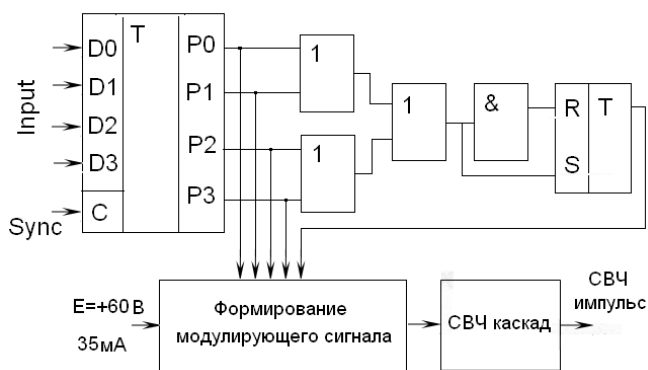 Input
Sync
D0
D1
D2
D3
C
T
P0
P1
P2
P3
1
1
1
&
R
S
T
E=+60 В
35мА
Формирование
модулирующего сигнала
СВЧ каскад
СВЧ
импульс